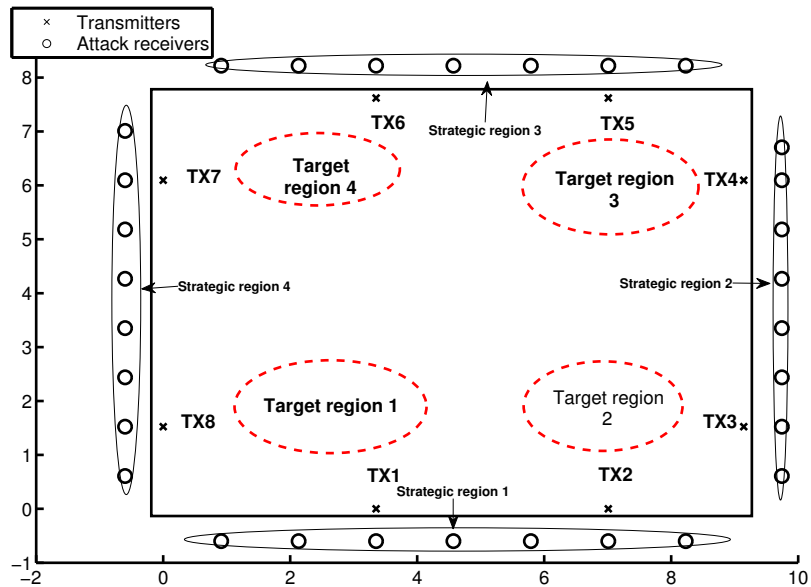 Transmitters
Attack receivers
8
7
6
5
4
3
2
1
0
−1
−2
0
2
4
6
8
10
Strategic region 3
TX6
TX5
TX7
Target
region 4
Target region
3
TX4
Strategic region 4
Strategic region 2
Target region 1
Target region
2
TX8
TX3
TX1
TX2
Strategic region 1